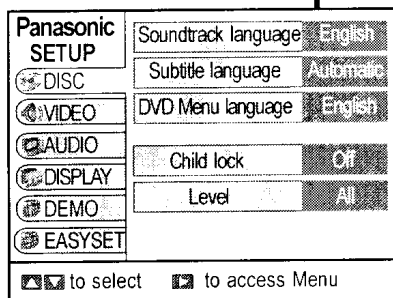 Panasonic
SETUP
DISC
VIDEO
AUDIO
DISPLAY
DEMO
EASYSET
Soundtrack language English
Subtitle language Automatic
DVD Menu language English
Child lock Off
Level All
to select to access Menu